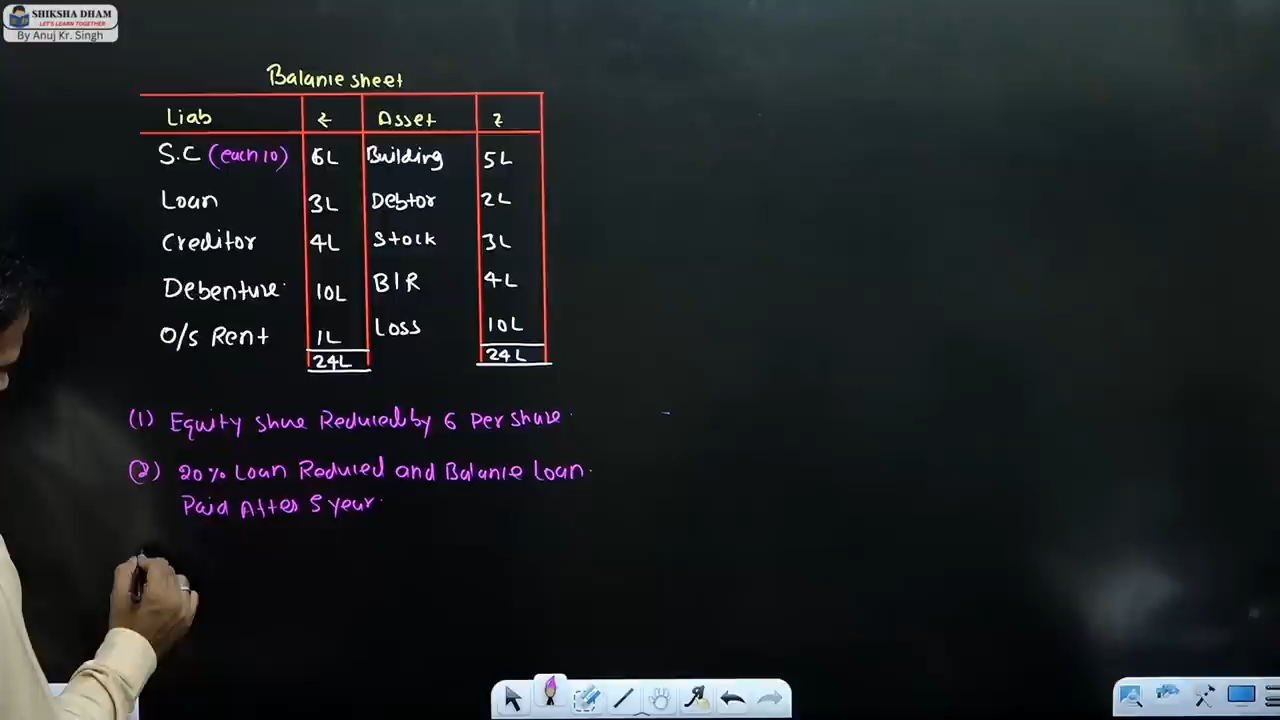 SHIKSHA DHAM
LET'S LEARN TOGETHER
By Anuj Kr. Singh
Balanie sheet
Liab ₹ Asset ₹
S.C (each 10) 6L Building 5L
Loan 3L Debtor 2L
Creditor 4L Stock 3L
Debenture 10L B/R 4L
O/s Rent 1L Loss 10L
24L 24L
(1) Equity Shue Reduied by 6 Per Shase.
(2) 20% Loan Reduied and Balanie Loan.
Paid After 5 year.